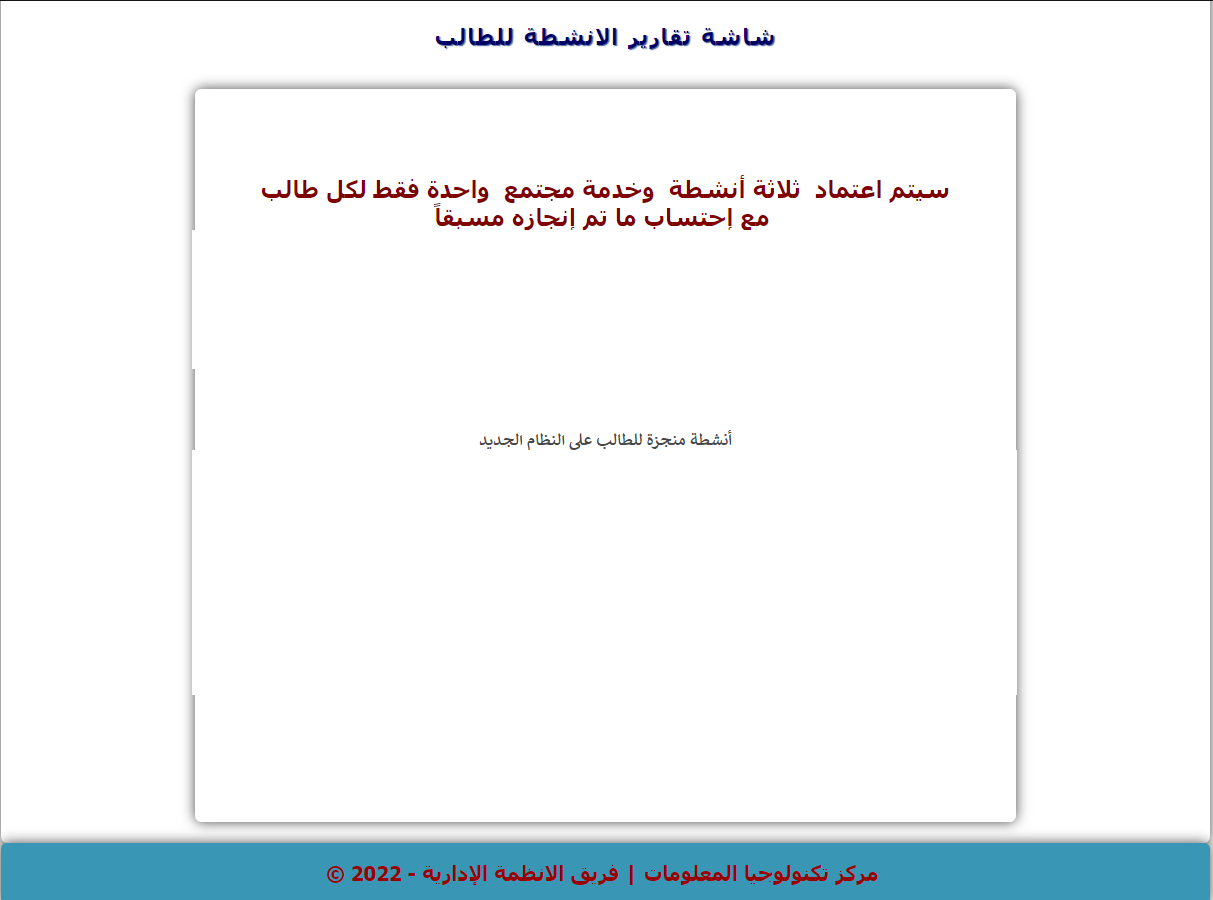 شاشة تقارير الانشطة للطالب
سيتم اعتماد ثلاثة أنشطة وخدمة مجتمع واحدة فقط لكل طالب
مع إحتساب ما تم إنجازه مسبقاً
أنشطة منجزة للطالب على النظام الجديد
مركز تكنولوحيا المعلومات | فريق الانظمة الإدارية - 2022 ©